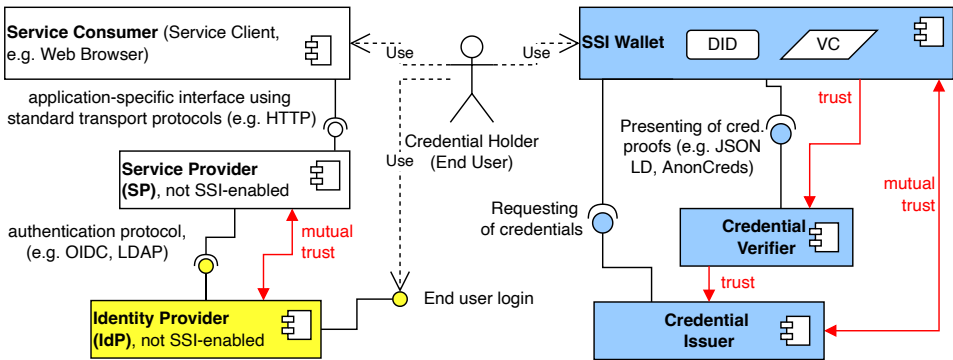 Service Consumer (Service Client,
e.g. Web Browser)
Use
Use
SSI Wallet
DID
VC
application-specific interface using
standard transport protocols (e.g. HTTP)
Credential Holder
(End User)
Use
trust
Presenting of cred.
proofs (e.g. JSON
LD, AnonCreds)
Service Provider
(SP), not SSI-enabled
mutual
trust
Requesting
of credentials
authentication protocol,
(e.g. OIDC, LDAP)
mutual
trust
Credential
Verifier
trust
End user login
Identity Provider
(IdP), not SSI-enabled
Credential
Issuer